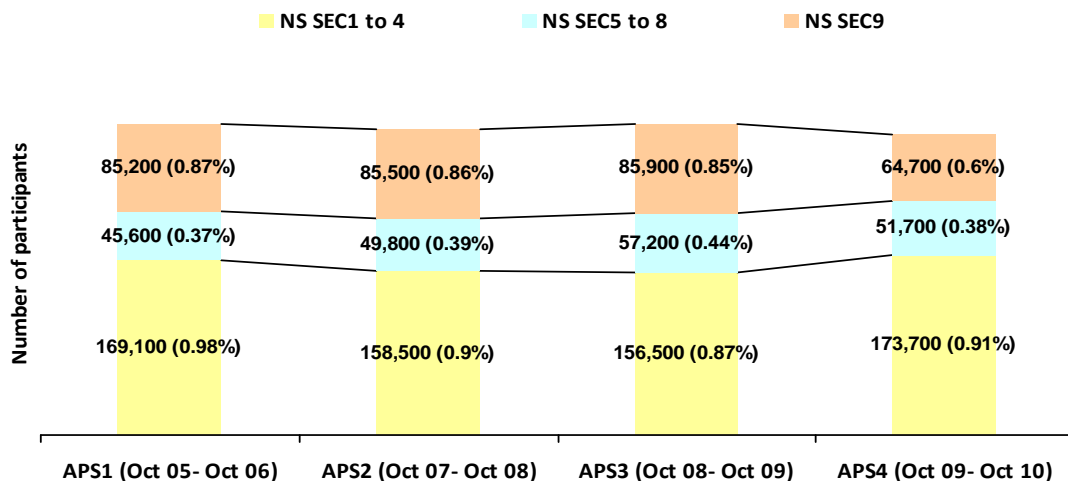 NS SEC1 to 4 NS SEC5 to 8 NS SEC9
Number of participants
85,200 (0.87%) 85,500 (0.86%) 85,900 (0.85%) 64,700 (0.6%)
45,600 (0.37%) 49,800 (0.39%) 57,200 (0.44%) 51,700 (0.38%)
169,100 (0.98%) 158,500 (0.9%) 156,500 (0.87%) 173,700 (0.91%)
APS1 (Oct 05- Oct 06) APS2 (Oct 07- Oct 08) APS3 (Oct 08- Oct 09) APS4 (Oct 09- Oct 10)